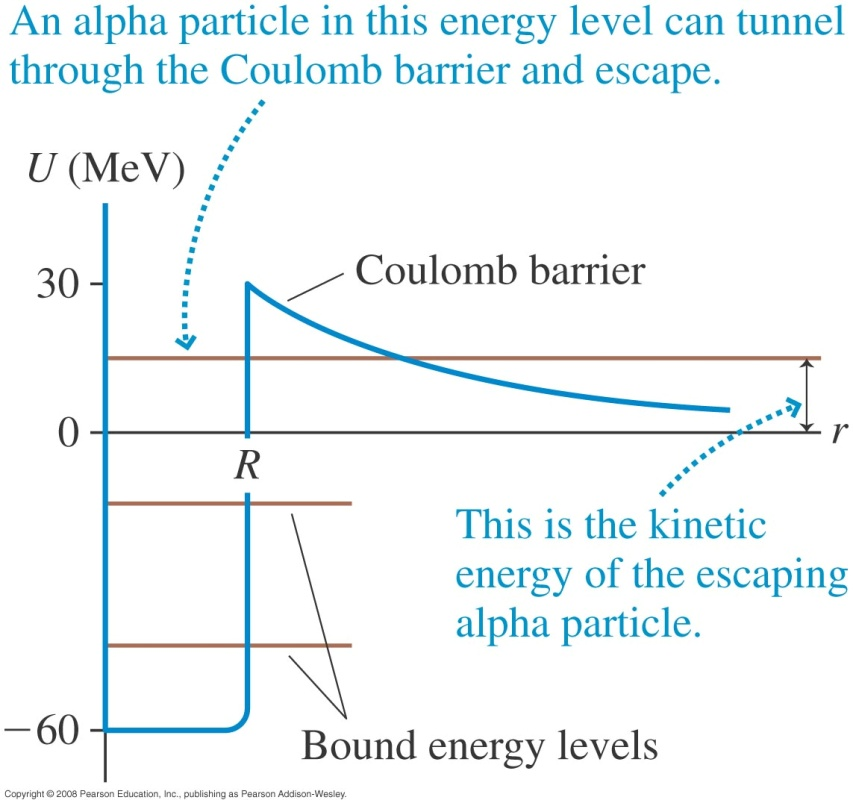 An alpha particle in this energy level can tunnel
through the Coulomb barrier and escape.
U (MeV)
30
Coulomb barrier
0
r
R
This is the kinetic
energy of the escaping
alpha particle.
−60
Bound energy levels
Copyright © 2008 Pearson Education, Inc., publishing as Pearson Addison-Wesley.